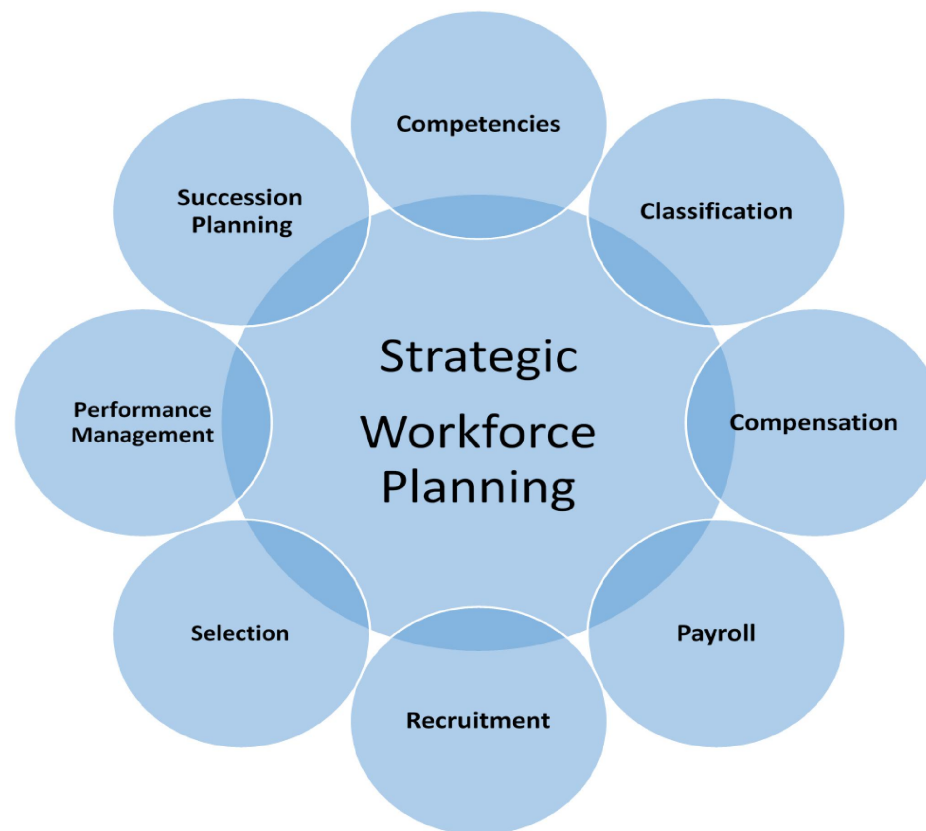 Competencies
Classification
Compensation
Payroll
Recruitment
Selection
Performance
Management
Succession
Planning
Strategic
Workforce
Planning